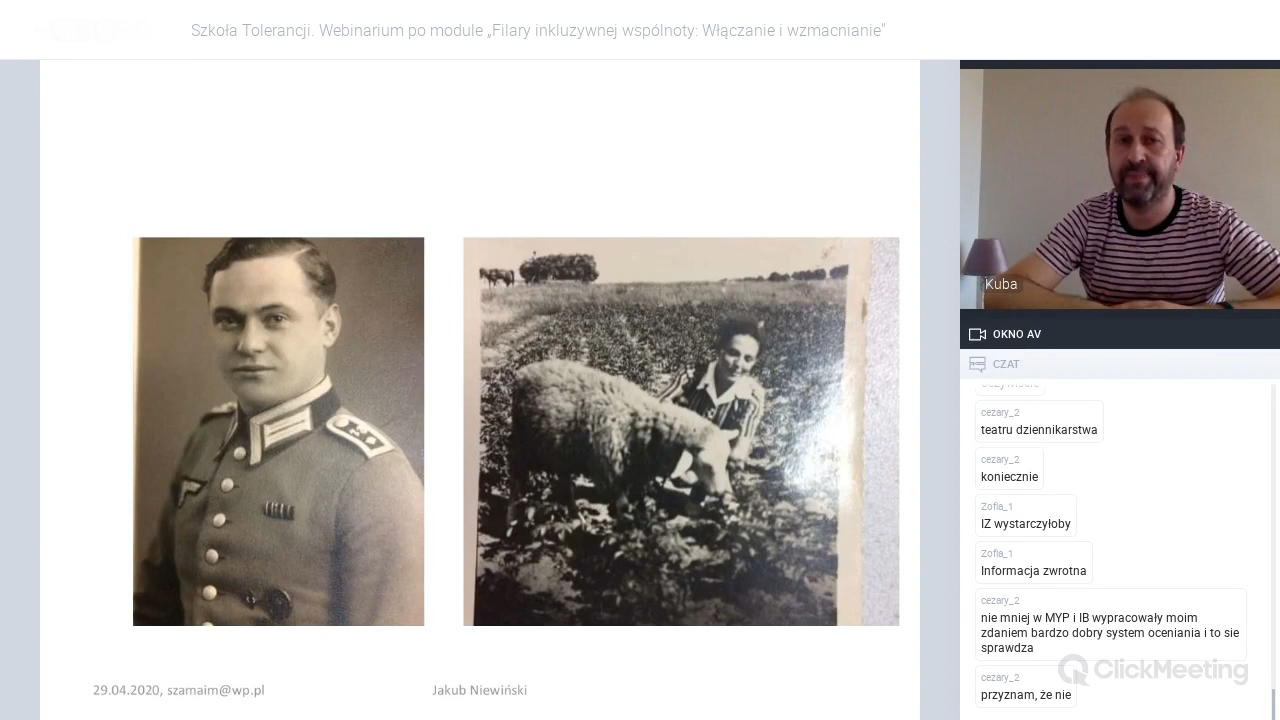 Szkoła Tolerancji. Webinarium po module „Filary inkluzywnej wspólnoty: Włączanie i wzmacnianie"
Kuba
OKNO AV
CZAT
cezary_2
teatru dziennikarstwa
cezary_2
koniecznie
Zofia_1
IZ wystarczyłoby
Zofia_1
Informacja zwrotna
cezary_2
nie mniej w MYP i IB wypracowały moim
zdaniem bardzo dobry system oceniania i to sie
sprawdza
cezary_2
przyznam, że nie
ClickMeeting
29.04.2020, szamaim@wp.pl
Jakub Niewiński